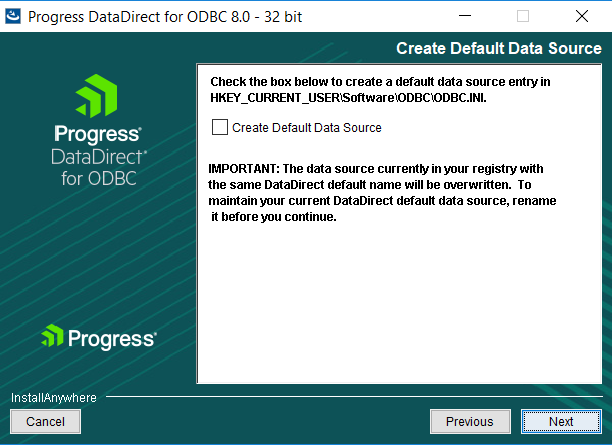 Progress DataDirect for ODBC 8.0 - 32 bit
Create Default Data Source
Progress®
DataDirect®
for ODBC
Check the box below to create a default data source entry in
HKEY_CURRENT_USER\Software\ODBC\ODBC.INI.
Create Default Data Source
IMPORTANT: The data source currently in your registry with
the same DataDirect default name will be overwritten. To
maintain your current DataDirect default data source, rename
it before you continue.
Progress®
InstallAnywhere
Cancel
Previous
Next